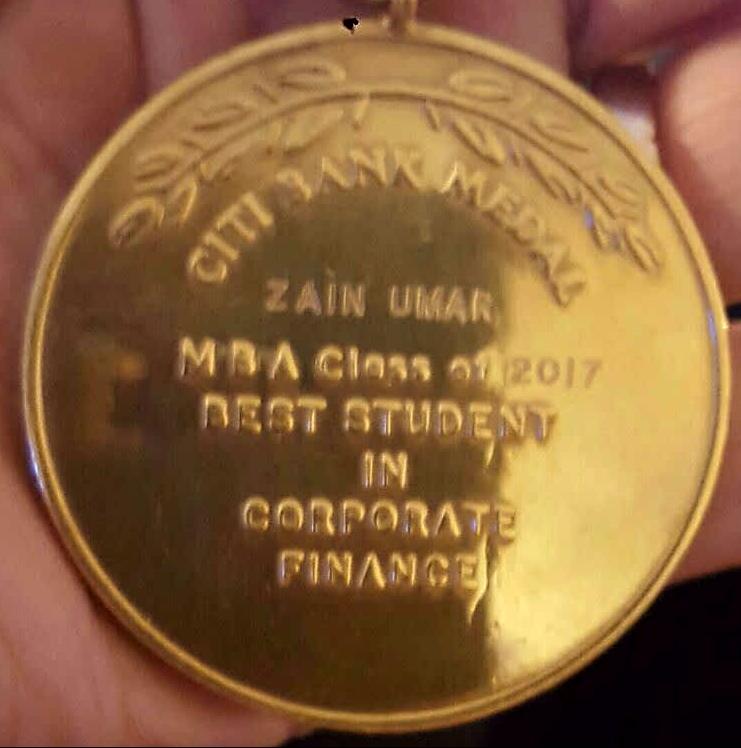 CITI BANK MEDAL
ZAIN UMAR
MBA Class of 2017
BEST STUDENT
IN
CORPORATE
FINANCE